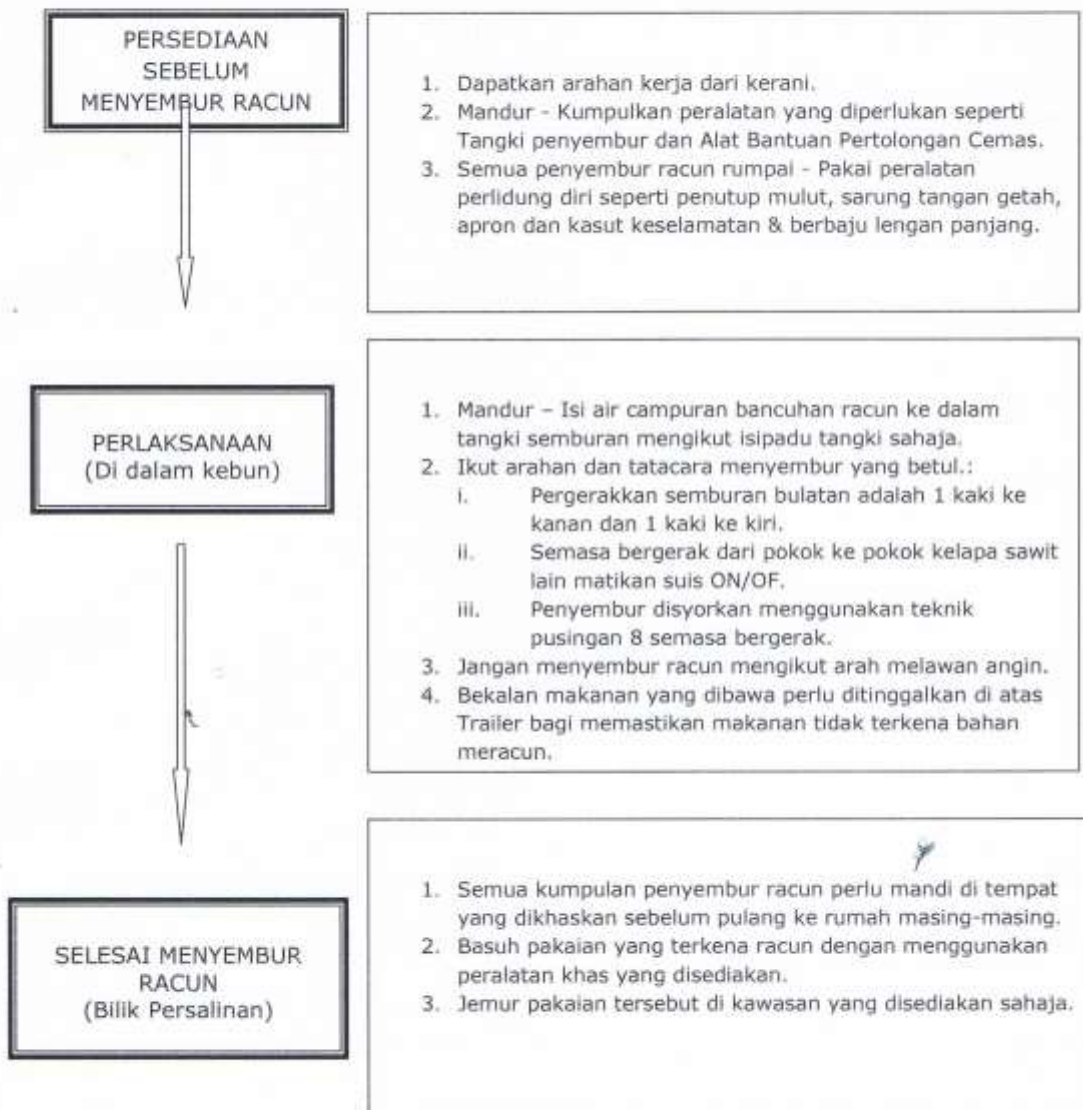 PERSEDIAAN
SEBELUM
MENYEMBUR RACUN
1. Dapatkan arahan kerja dari kerani.
2. Mandur - Kumpulkan peralatan yang diperlukan seperti
Tangki penyembur dan Alat Bantuan Pertolongan Cemas.
3. Semua penyembur racun rumpai - Pakai peralatan
perlidung diri seperti penutup mulut, sarung tangan getah,
apron dan kasut keselamatan & berbaju lengan panjang.
PERLAKSANAAN
(Di dalam kebun)
1. Mandur – Isi air campuran bancuhan racun ke dalam
tangki semburan mengikut isipadu tangki sahaja.
2. Ikut arahan dan tatacara menyembur yang betul.:
i. Pergerakkan semburan bulatan adalah 1 kaki ke
kanan dan 1 kaki ke kiri.
ii. Semasa bergerak dari pokok ke pokok kelapa sawit
lain matikan suis ON/OF.
iii. Penyembur disyorkan menggunakan teknik
pusingan 8 semasa bergerak.
3. Jangan menyembur racun mengikut arah melawan angin.
4. Bekalan makanan yang dibawa perlu ditinggalkan di atas
Trailer bagi memastikan makanan tidak terkena bahan
meracun.
SELESAI MENYEMBUR
RACUN
(Bilik Persalinan)
1. Semua kumpulan penyembur racun perlu mandi di tempat
yang dikhaskan sebelum pulang ke rumah masing-masing.
2. Basuh pakaian yang terkena racun dengan menggunakan
peralatan khas yang disediakan.
3. Jemur pakaian tersebut di kawasan yang disediakan sahaja.